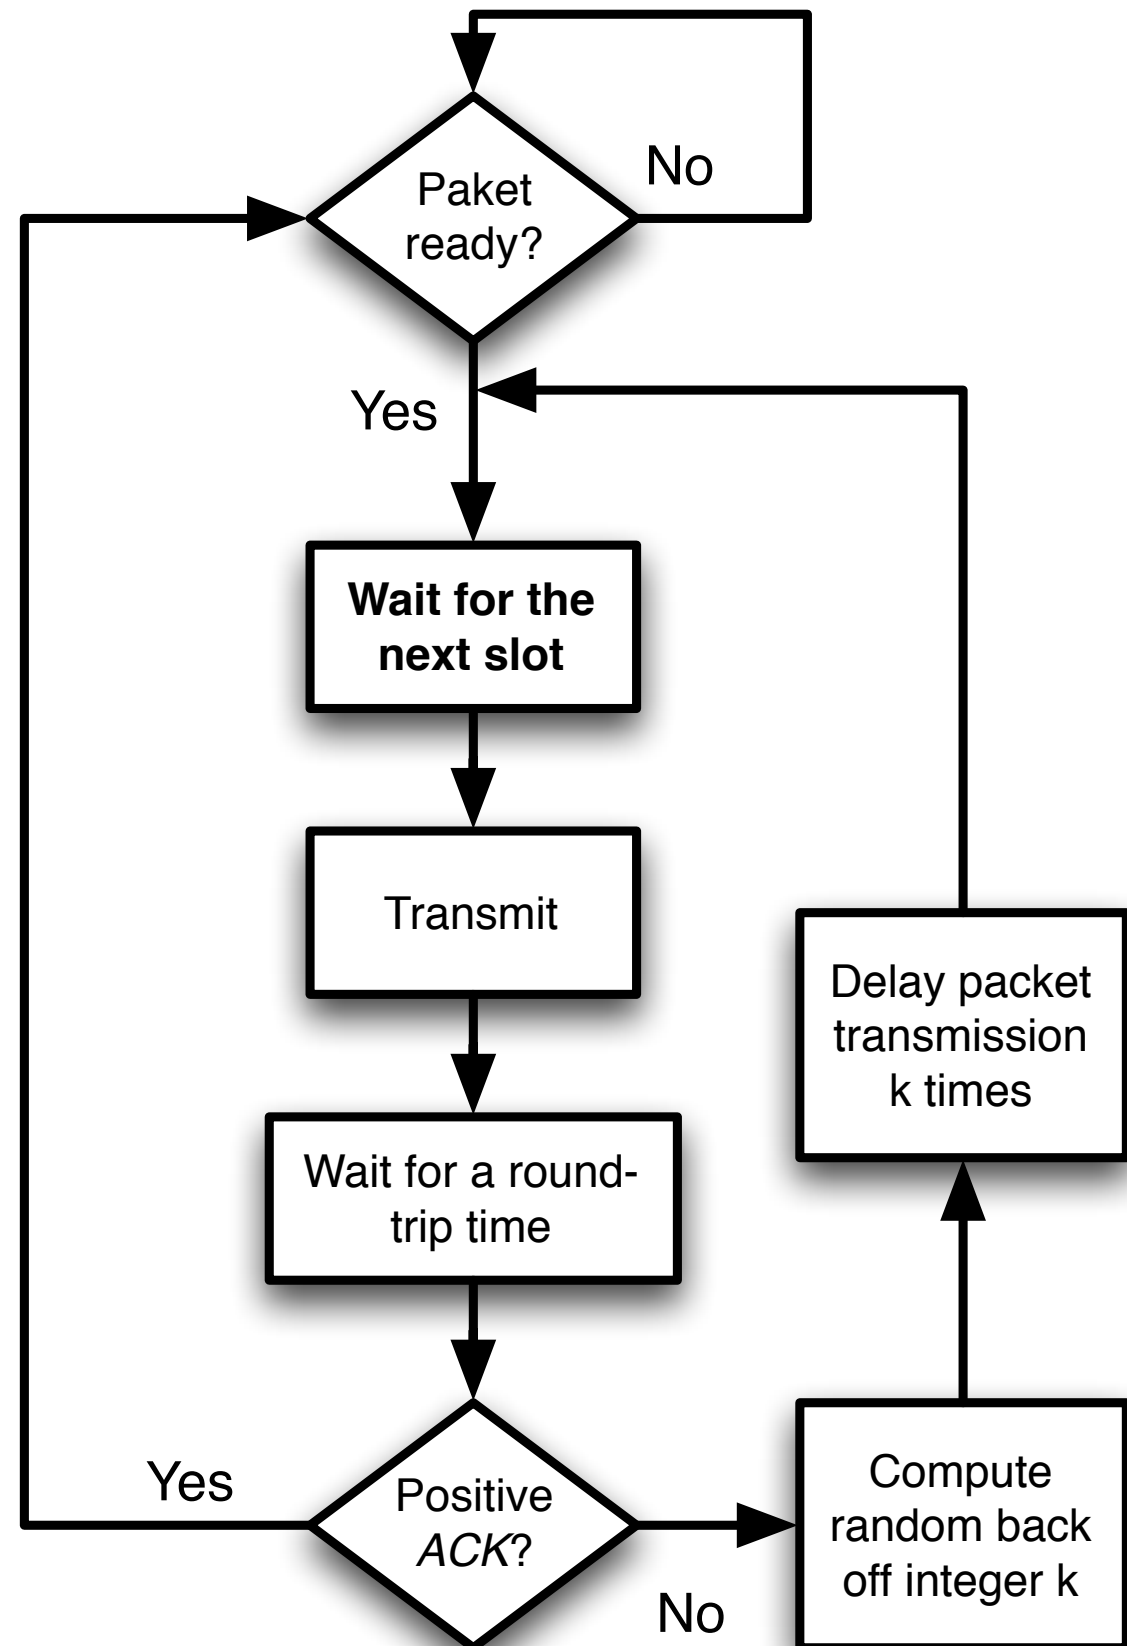 Paket
ready?
No
Yes
Wait for the
next slot
Transmit
Delay packet
transmission
k times
Wait for a round-
trip time
Yes
Positive
ACK?
No
Compute
random back
off integer k